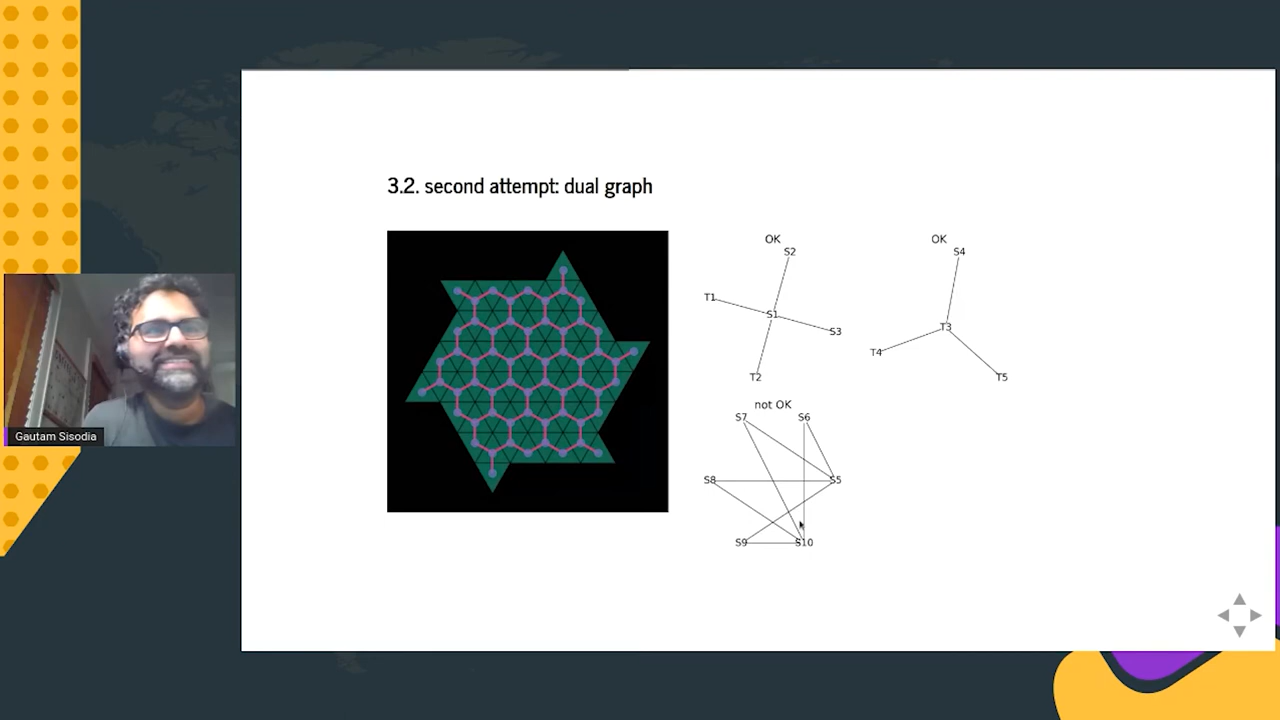 3.2. second attempt: dual graph
OK
S2
T1
S1
S3
T2
OK
S4
T3
T4
T5
not OK
S7
S6
S8
S5
S9
S10
Gautam Sisodia